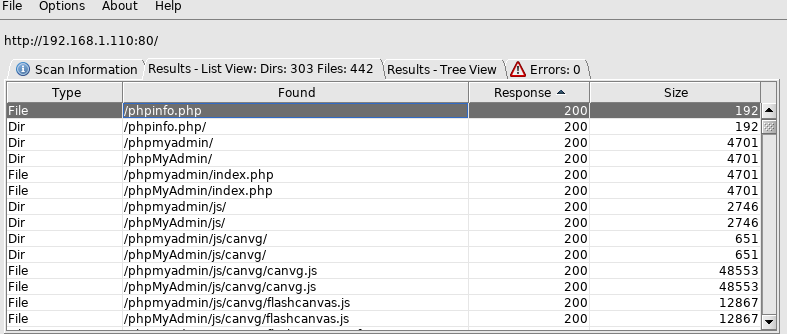 File Options About Help
http://192.168.1.110:80/
Scan Information Results - List View: Dirs: 303 Files: 442 Results - Tree View Errors: 0
Type Found Response Size
File /phpinfo.php 200 192
Dir /phpinfo.php/ 200 192
Dir /phpmyadmin/ 200 4701
Dir /phpMyAdmin/ 200 4701
File /phpmyadmin/index.php 200 4701
File /phpMyAdmin/index.php 200 4701
Dir /phpmyadmin/js/ 200 2746
Dir /phpMyAdmin/js/ 200 2746
Dir /phpmyadmin/js/canvg/ 200 651
Dir /phpMyAdmin/js/canvg/ 200 651
File /phpmyadmin/js/canvg/canvg.js 200 48553
File /phpMyAdmin/js/canvg/canvg.js 200 48553
File /phpmyadmin/js/canvg/flashcanvas.js 200 12867
File /phpMyAdmin/js/canvg/flashcanvas.js 200 12867